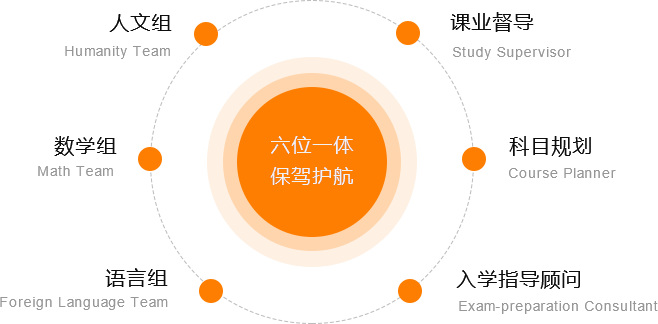 人文组
Humanity Team
课业督导
Study Supervisor
数学组
Math Team
六位一体
保驾护航
科目规划
Course Planner
语言组
Foreign Language Team
入学指导顾问
Exam-preparation Consultant